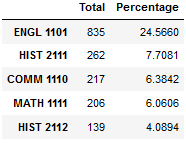 Total Percentage
ENGL 1101 835 24.5660
HIST 2111 262 7.7081
COMM 1110 217 6.3842
MATH 1111 206 6.0606
HIST 2112 139 4.0894